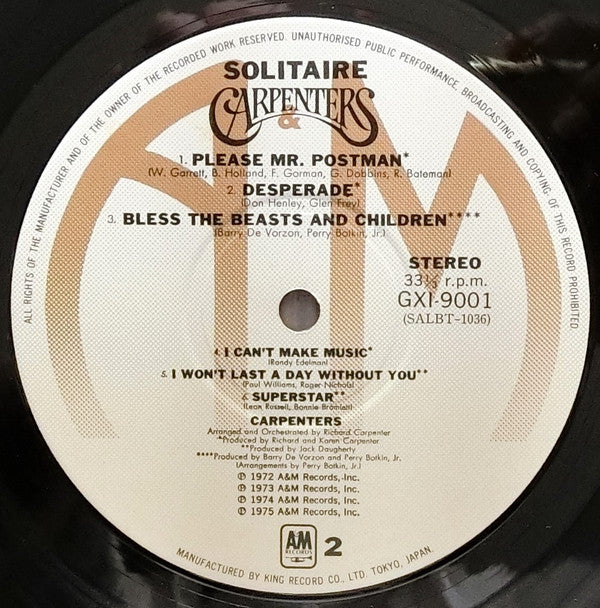 ALL RIGHTS OF THE MANUFACTURER AND OF THE OWNER OF THE RECORDED WORK RESERVED. UNAUTHORISED PUBLIC PERFORMANCE, BROADCASTING AND COPYING OF THIS RECORD PROHIBITED
SOLITAIRE
CARPENTERS
&
1. PLEASE MR. POSTMAN*
(W. Garrett, B. Holland, F. Gorman, G. Dobbins, R. Bateman)
2. DESPERADE*
(Don Henley, Glen Frey)
3. BLESS THE BEASTS AND CHILDREN****
(Barry De Vorzon, Perry Botkin, Jr.)
STEREO
33⅓ r.p.m.
GXI-9001
(SALBT-1036)
4. I CAN'T MAKE MUSIC*
(Randy Edelman)
5. I WON'T LAST A DAY WITHOUT YOU**
(Paul Williams, Roger Nichols)
6. SUPERSTAR**
(Leon Russell, Bonnie Bramlett)
CARPENTERS
Arranged and Orchestrated by Richard Carpenter
*Produced by Richard and Karen Carpenter
**Produced by Jack Daugherty
****Produced by Barry De Vorzon and Perry Botkin, Jr.
(Arrangements by Perry Botkin, Jr.)
℗ 1972 A&M Records, Inc.
℗ 1973 A&M Records, Inc.
℗ 1974 A&M Records, Inc.
℗ 1975 A&M Records, Inc.
AM
RECORDS
2
MANUFACTURED BY KING RECORD CO., LTD. TOKYO, JAPAN.